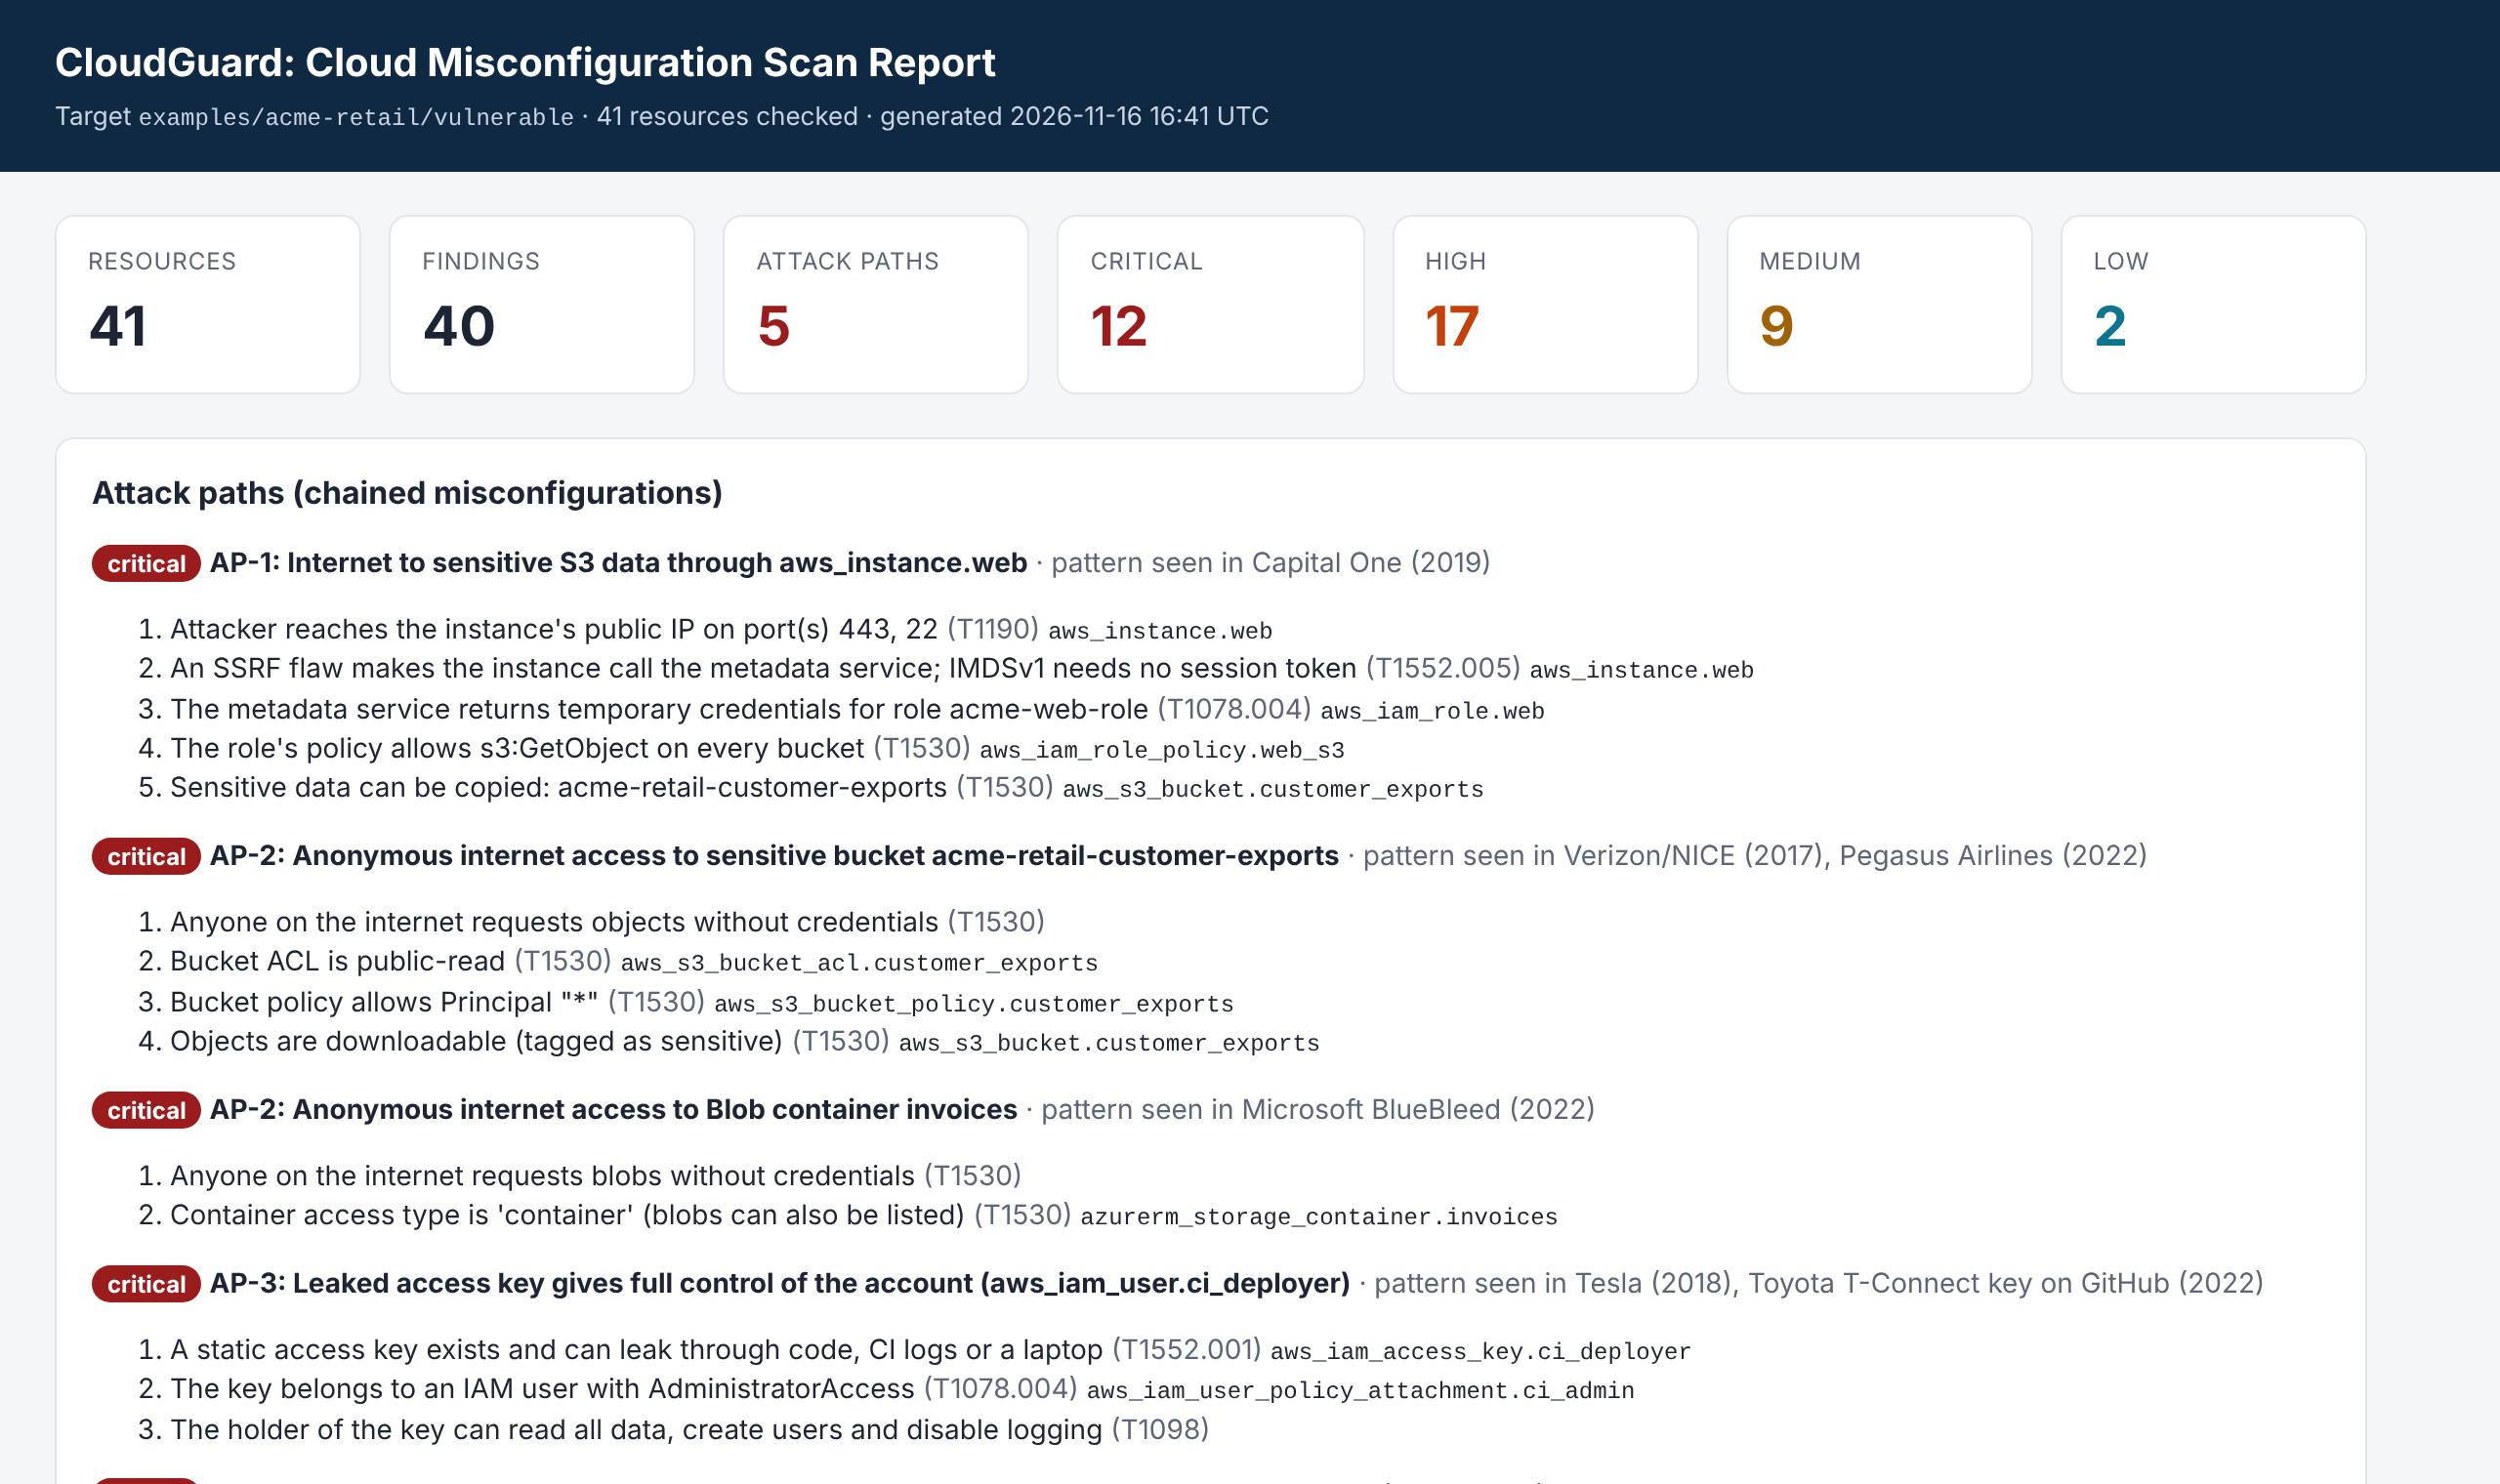 CloudGuard: Cloud Misconfiguration Scan Report
Target examples/acme-retail/vulnerable · 41 resources checked · generated 2026-11-16 16:41 UTC
RESOURCES
41
FINDINGS
40
ATTACK PATHS
5
CRITICAL
12
HIGH
17
MEDIUM
9
LOW
2
Attack paths (chained misconfigurations)
critical AP-1: Internet to sensitive S3 data through aws_instance.web · pattern seen in Capital One (2019)
1. Attacker reaches the instance's public IP on port(s) 443, 22 (T1190) aws_instance.web
2. An SSRF flaw makes the instance call the metadata service; IMDSv1 needs no session token (T1552.005) aws_instance.web
3. The metadata service returns temporary credentials for role acme-web-role (T1078.004) aws_iam_role.web
4. The role's policy allows s3:GetObject on every bucket (T1530) aws_iam_role_policy.web_s3
5. Sensitive data can be copied: acme-retail-customer-exports (T1530) aws_s3_bucket.customer_exports
critical AP-2: Anonymous internet access to sensitive bucket acme-retail-customer-exports · pattern seen in Verizon/NICE (2017), Pegasus Airlines (2022)
1. Anyone on the internet requests objects without credentials (T1530)
2. Bucket ACL is public-read (T1530) aws_s3_bucket_acl.customer_exports
3. Bucket policy allows Principal "*" (T1530) aws_s3_bucket_policy.customer_exports
4. Objects are downloadable (tagged as sensitive) (T1530) aws_s3_bucket.customer_exports
critical AP-2: Anonymous internet access to Blob container invoices · pattern seen in Microsoft BlueBleed (2022)
1. Anyone on the internet requests blobs without credentials (T1530)
2. Container access type is 'container' (blobs can also be listed) (T1530) azurerm_storage_container.invoices
critical AP-3: Leaked access key gives full control of the account (aws_iam_user.ci_deployer) · pattern seen in Tesla (2018), Toyota T-Connect key on GitHub (2022)
1. A static access key exists and can leak through code, CI logs or a laptop (T1552.001) aws_iam_access_key.ci_deployer
2. The key belongs to an IAM user with AdministratorAccess (T1078.004) aws_iam_user_policy_attachment.ci_admin
3. The holder of the key can read all data, create users and disable logging (T1098)